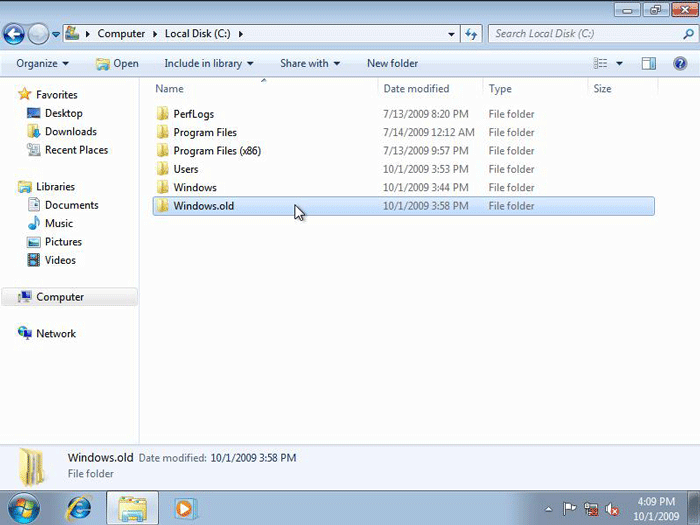 Computer Local Disk (C:) Search Local Disk (C:)
Organize Open Include in library Share with New folder
Name Date modified Type Size
Favorites
Desktop
Downloads
Recent Places
Libraries
Documents
Music
Pictures
Videos
Computer
Network
PerfLogs 7/13/2009 8:20 PM File folder
Program Files 7/14/2009 12:12 AM File folder
Program Files (x86) 7/13/2009 9:57 PM File folder
Users 10/1/2009 3:53 PM File folder
Windows 10/1/2009 3:44 PM File folder
Windows.old 10/1/2009 3:58 PM File folder
Windows.old Date modified: 10/1/2009 3:58 PM
File folder
4:09 PM
10/1/2009